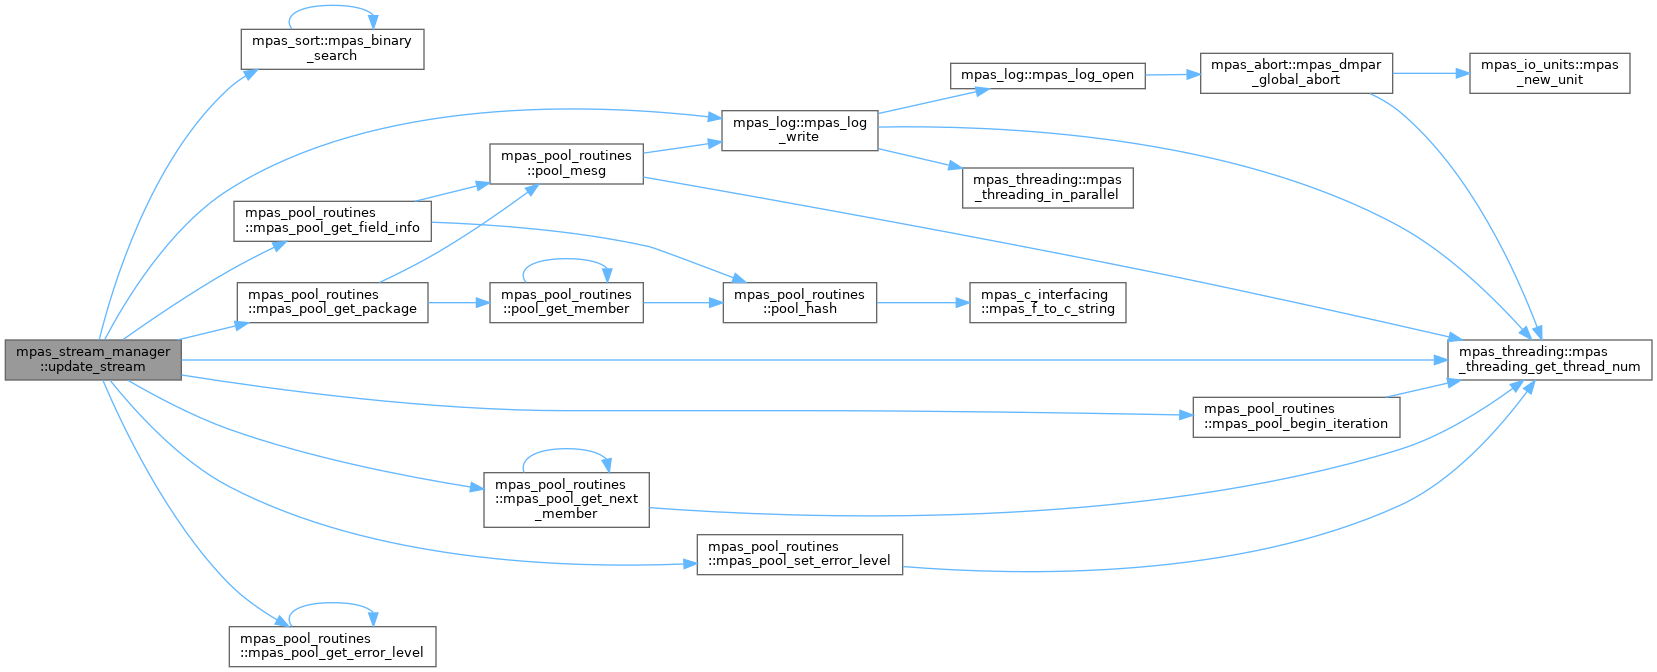 mpas_sort::mpas_binary
_search
mpas_log::mpas_log_open
mpas_abort::mpas_dmpar
_global_abort
mpas_io_units::mpas
_new_unit
mpas_log::mpas_log
_write
mpas_pool_routines
::pool_mesg
mpas_threading::mpas
_threading_in_parallel
mpas_pool_routines
::mpas_pool_get_field_info
mpas_pool_routines
::mpas_pool_get_package
mpas_pool_routines
::pool_get_member
mpas_pool_routines
::pool_hash
mpas_c_interfacing
::mpas_f_to_c_string
mpas_stream_manager
::update_stream
mpas_threading::mpas
_threading_get_thread_num
mpas_pool_routines
::mpas_pool_begin_iteration
mpas_pool_routines
::mpas_pool_get_next
_member
mpas_pool_routines
::mpas_pool_set_error_level
mpas_pool_routines
::mpas_pool_get_error_level